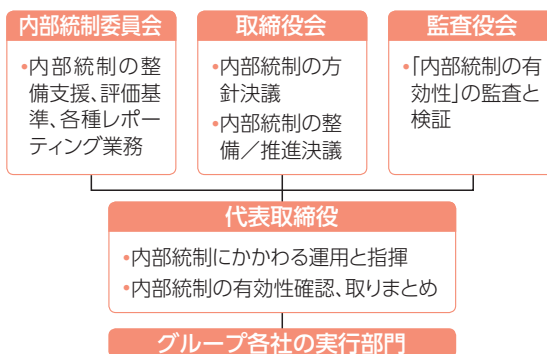 内部統制委員会
•内部統制の整
備支援、評価基
準、各種レポー
ティング業務
取締役会
•内部統制の方
針決議
•内部統制の整
備／推進決議
監査役会
•「内部統制の有
効性」の監査と
検証
代表取締役
•内部統制にかかわる運用と指揮
•内部統制の有効性確認、取りまとめ
グループ各社の実行部門